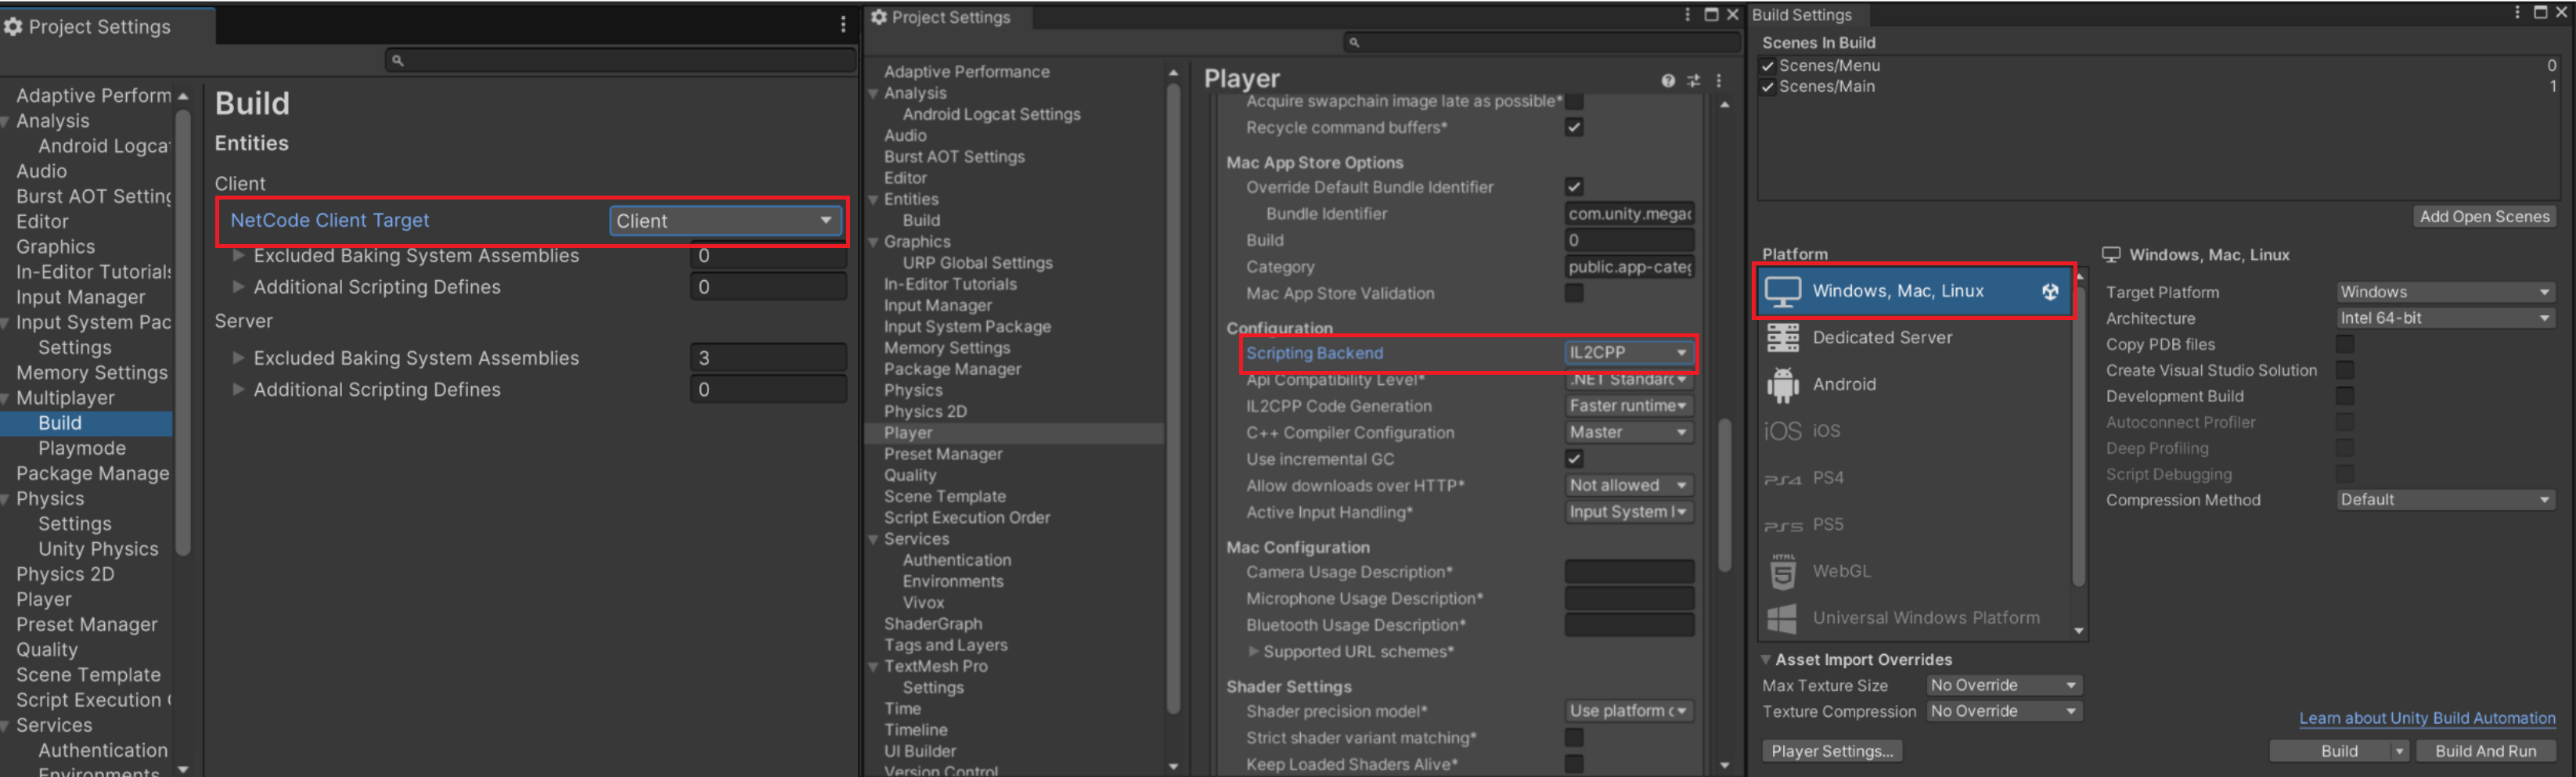 Project Settings
Adaptive Perform
Analysis
Android Logca
Audio
Burst AOT Setting
Editor
Graphics
In-Editor Tutorials
Input Manager
Input System Pac
Settings
Memory Settings
Multiplayer
Build
Playmode
Package Manage
Physics
Settings
Unity Physics
Physics 2D
Player
Preset Manager
Quality
Scene Template
Script Execution
Services
Authentication
Environments
Build
Entities
Client
NetCode Client Target Client
Excluded Baking System Assemblies 0
Additional Scripting Defines 0
Server
Excluded Baking System Assemblies 3
Additional Scripting Defines 0
Project Settings
Adaptive Performance
Analysis
Android Logcat Settings
Audio
Burst AOT Settings
Editor
Entities
Build
Graphics
URP Global Settings
In-Editor Tutorials
Input Manager
Input System Package
Memory Settings
Package Manager
Physics
Physics 2D
Player
Preset Manager
Quality
Scene Template
Script Execution Order
Services
Authentication
Environments
Vivox
ShaderGraph
Tags and Layers
TextMesh Pro
Settings
Time
Timeline
UI Builder
Version Control
Player
Acquire swapchain image late as possible*
Recycle command buffers*
Mac App Store Options
Override Default Bundle Identifier
Bundle Identifier com.unity.megac
Build 0
Category public.app-categ
Mac App Store Validation
Configuration
Scripting Backend IL2CPP
Api Compatibility Level* .NET Standard
IL2CPP Code Generation Faster runtime
C++ Compiler Configuration Master
Use incremental GC
Allow downloads over HTTP* Not allowed
Active Input Handling* Input System
Mac Configuration
Camera Usage Description*
Microphone Usage Description*
Bluetooth Usage Description*
Supported URL schemes*
Shader Settings
Shader precision model* Use platform
Strict shader variant matching*
Keep Loaded Shaders Alive*
Build Settings
Scenes In Build
Scenes/Menu 0
Scenes/Main 1
Add Open Scenes
Platform
Windows, Mac, Linux
Dedicated Server
Android
iOS iOS
PS4 PS4
PS5 PS5
HTML 5 WebGL
Universal Windows Platform
Windows, Mac, Linux
Target Platform Windows
Architecture Intel 64-bit
Copy PDB files
Create Visual Studio Solution
Development Build
Autoconnect Profiler
Deep Profiling
Script Debugging
Compression Method Default
Asset Import Overrides
Max Texture Size No Override
Texture Compression No Override
Learn about Unity Build Automation
Player Settings...
Build
Build And Run